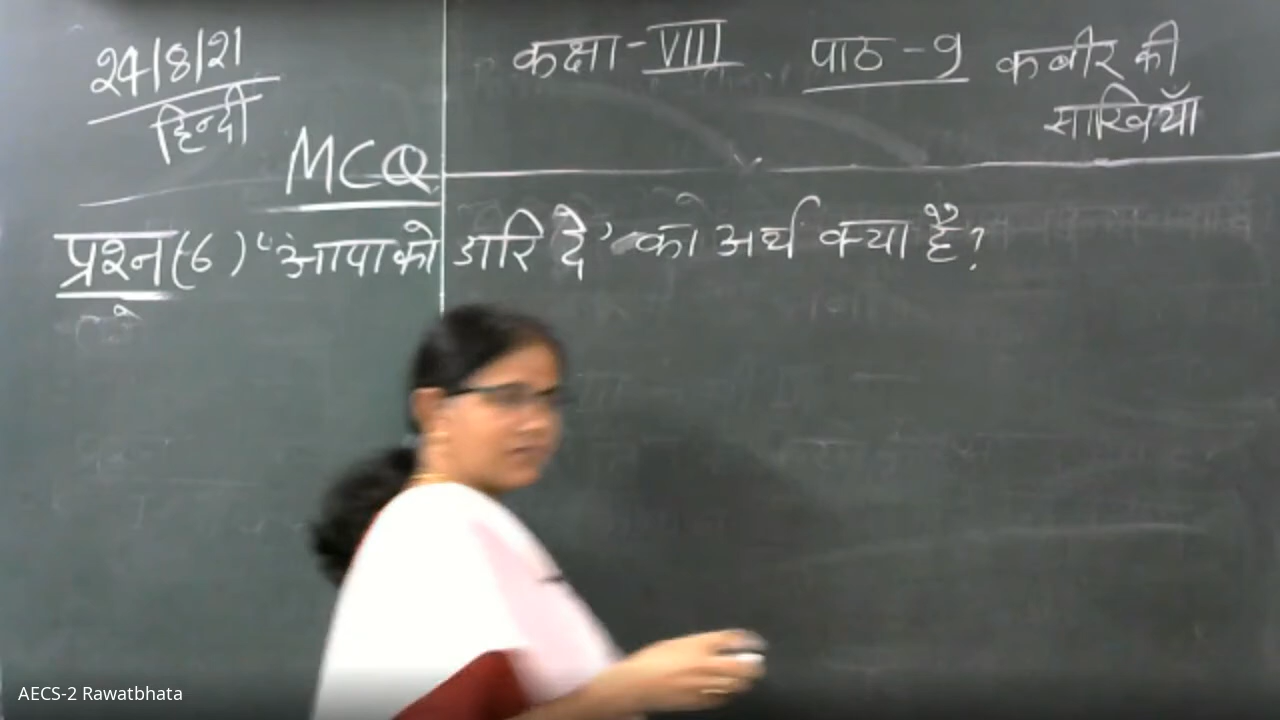 24/8/21
हिन्दी
MCQ
कक्षा - VIII पाठ - 9 कबीर की
साखियाँ
प्रश्न (6) 'आपा को डारि दे' का अर्थ क्या है?
AECS-2 Rawatbhata